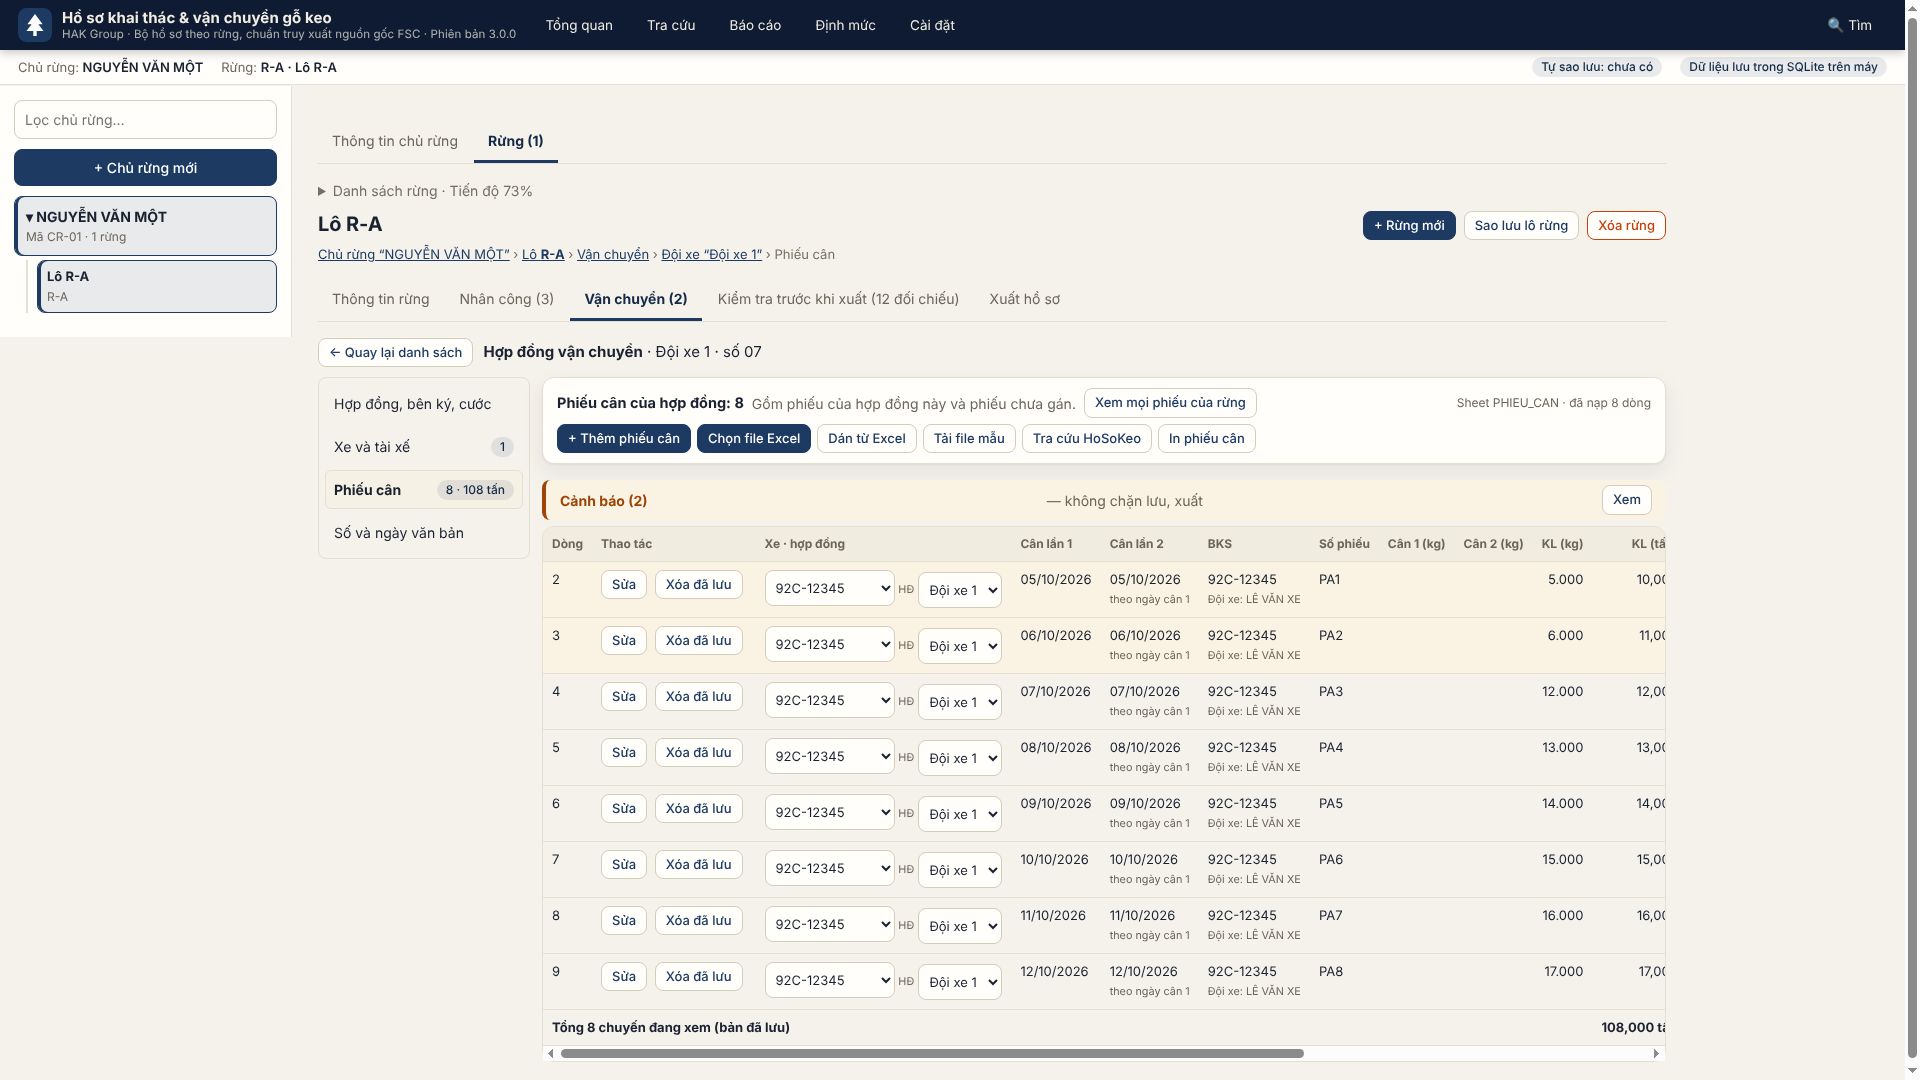 Hồ sơ khai thác & vận chuyển gỗ keo
HAK Group · Bộ hồ sơ theo rừng, chuẩn truy xuất nguồn gốc FSC · Phiên bản 3.0.0
Tổng quan Tra cứu Báo cáo Định mức Cài đặt
🔍 Tìm
Chủ rừng: NGUYỄN VĂN MỘT Rừng: R-A · Lô R-A
Tự sao lưu: chưa có Dữ liệu lưu trong SQLite trên máy
Lọc chủ rừng...
+ Chủ rừng mới
▾ NGUYỄN VĂN MỘT
Mã CR-01 · 1 rừng
Lô R-A
R-A
Thông tin chủ rừng Rừng (1)
▶ Danh sách rừng · Tiến độ 73%
Lô R-A
+ Rừng mới Sao lưu lô rừng Xóa rừng
Chủ rừng “NGUYỄN VĂN MỘT” › Lô R-A › Vận chuyển › Đội xe “Đội xe 1” › Phiếu cân
Thông tin rừng Nhân công (3) Vận chuyển (2) Kiểm tra trước khi xuất (12 đối chiếu) Xuất hồ sơ
← Quay lại danh sách Hợp đồng vận chuyển · Đội xe 1 · số 07
Hợp đồng, bên ký, cước
Xe và tài xế 1
Phiếu cân 8 · 108 tấn
Số và ngày văn bản
Phiếu cân của hợp đồng: 8 Gồm phiếu của hợp đồng này và phiếu chưa gán. Xem mọi phiếu của rừng Sheet PHIEU_CAN · đã nạp 8 dòng
+ Thêm phiếu cân Chọn file Excel Dán từ Excel Tải file mẫu Tra cứu HoSoKeo In phiếu cân
Cảnh báo (2) — không chặn lưu, xuất Xem
Dòng Thao tác Xe · hợp đồng Cân lần 1 Cân lần 2 BKS Số phiếu Cân 1 (kg) Cân 2 (kg) KL (kg) KL (tấ
2 Sửa Xóa đã lưu 92C-12345 HĐ Đội xe 1 05/10/2026 05/10/2026 92C-12345 PA1 5.000 10,00
theo ngày cân 1 Đội xe: LÊ VĂN XE
3 Sửa Xóa đã lưu 92C-12345 HĐ Đội xe 1 06/10/2026 06/10/2026 92C-12345 PA2 6.000 11,00
theo ngày cân 1 Đội xe: LÊ VĂN XE
4 Sửa Xóa đã lưu 92C-12345 HĐ Đội xe 1 07/10/2026 07/10/2026 92C-12345 PA3 12.000 12,00
theo ngày cân 1 Đội xe: LÊ VĂN XE
5 Sửa Xóa đã lưu 92C-12345 HĐ Đội xe 1 08/10/2026 08/10/2026 92C-12345 PA4 13.000 13,00
theo ngày cân 1 Đội xe: LÊ VĂN XE
6 Sửa Xóa đã lưu 92C-12345 HĐ Đội xe 1 09/10/2026 09/10/2026 92C-12345 PA5 14.000 14,00
theo ngày cân 1 Đội xe: LÊ VĂN XE
7 Sửa Xóa đã lưu 92C-12345 HĐ Đội xe 1 10/10/2026 10/10/2026 92C-12345 PA6 15.000 15,00
theo ngày cân 1 Đội xe: LÊ VĂN XE
8 Sửa Xóa đã lưu 92C-12345 HĐ Đội xe 1 11/10/2026 11/10/2026 92C-12345 PA7 16.000 16,00
theo ngày cân 1 Đội xe: LÊ VĂN XE
9 Sửa Xóa đã lưu 92C-12345 HĐ Đội xe 1 12/10/2026 12/10/2026 92C-12345 PA8 17.000 17,00
theo ngày cân 1 Đội xe: LÊ VĂN XE
Tổng 8 chuyến đang xem (bản đã lưu) 108,000 tấ